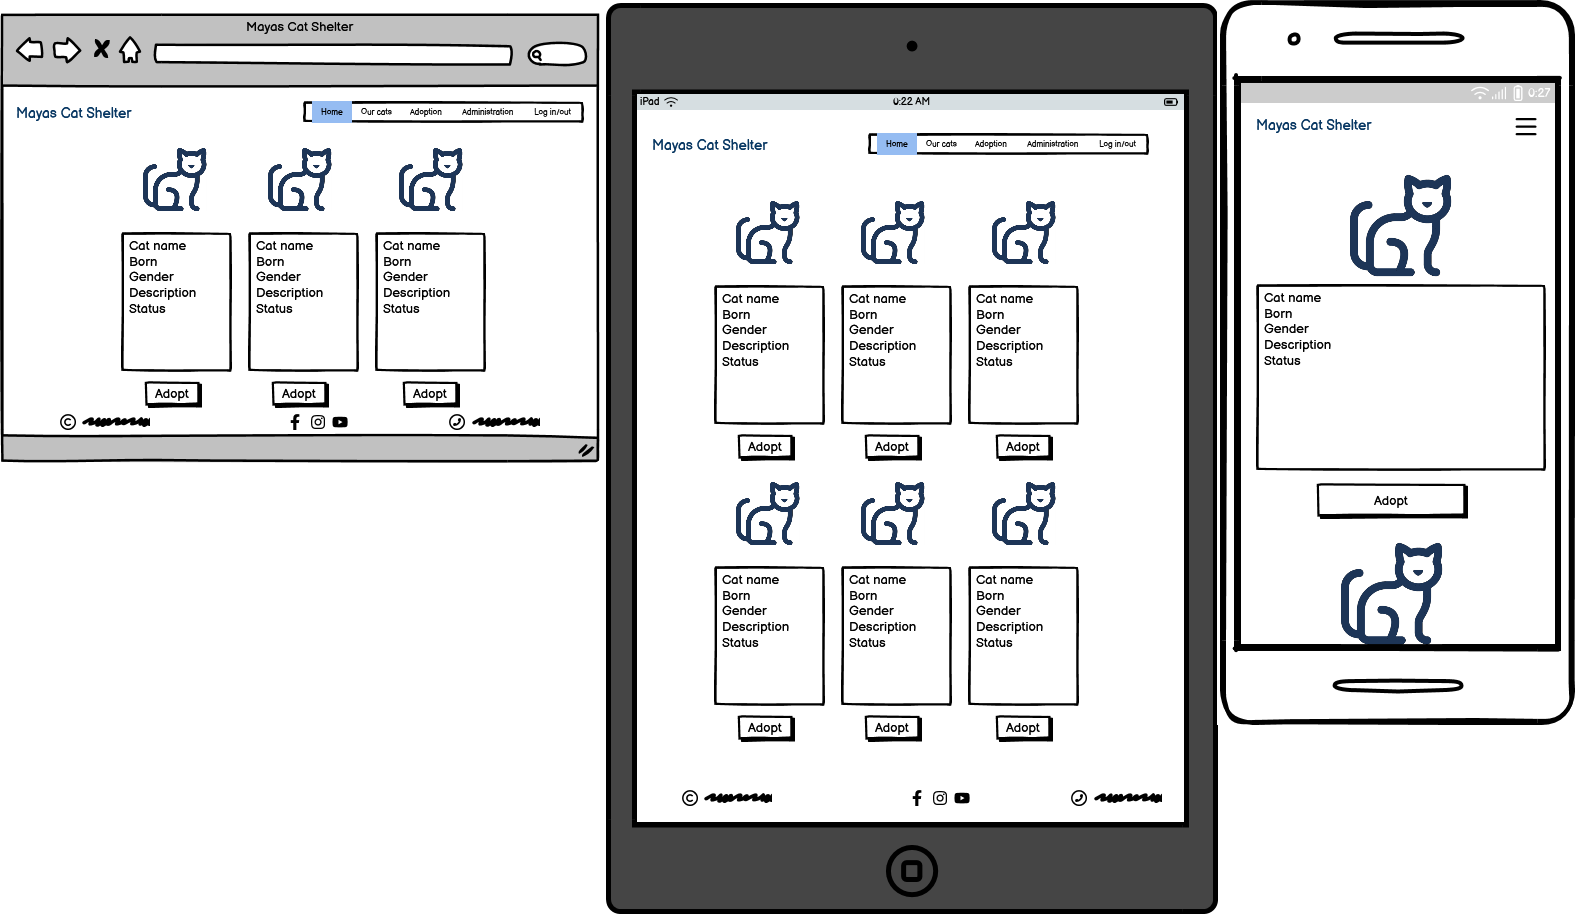 Mayas Cat Shelter
Mayas Cat Shelter
Home Our cats Adoption Administration Log in/out
Cat name Cat name Cat name
Born Born Born
Gender Gender Gender
Description Description Description
Status Status Status
Adopt Adopt Adopt
©
iPad 0:22 AM
Mayas Cat Shelter
Home Our cats Adoption Administration Log in/out
Cat name Cat name Cat name
Born Born Born
Gender Gender Gender
Description Description Description
Status Status Status
Adopt Adopt Adopt
Cat name Cat name Cat name
Born Born Born
Gender Gender Gender
Description Description Description
Status Status Status
Adopt Adopt Adopt
©
0:27
Mayas Cat Shelter
Cat name
Born
Gender
Description
Status
Adopt